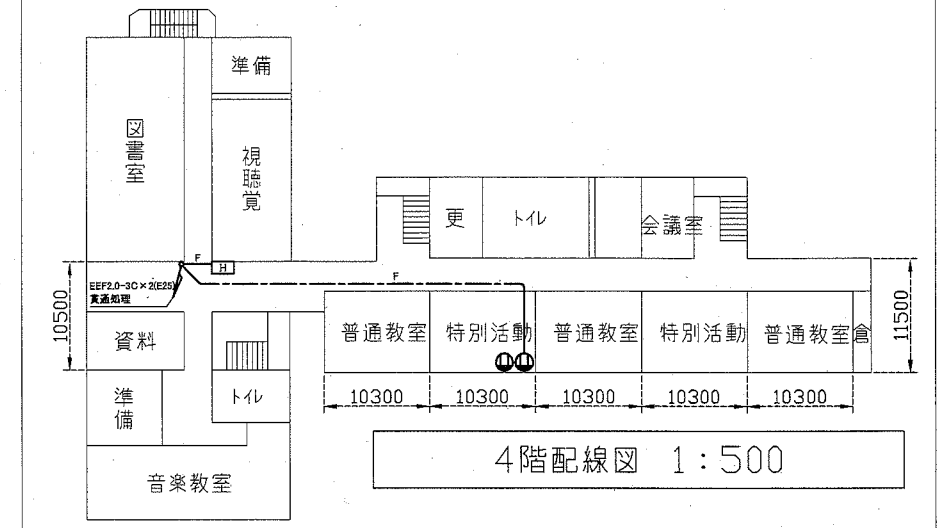 準備
図書室
視聴覚
更
トイレ
会議室
F
H
F
EEF2.0-3C×2(E25)
貫通処理
10500
11500
資料
普通教室
特別活動
普通教室
特別活動
普通教室
倉
準備
トイレ
10300
10300
10300
10300
10300
音楽教室
4階配線図 1:500